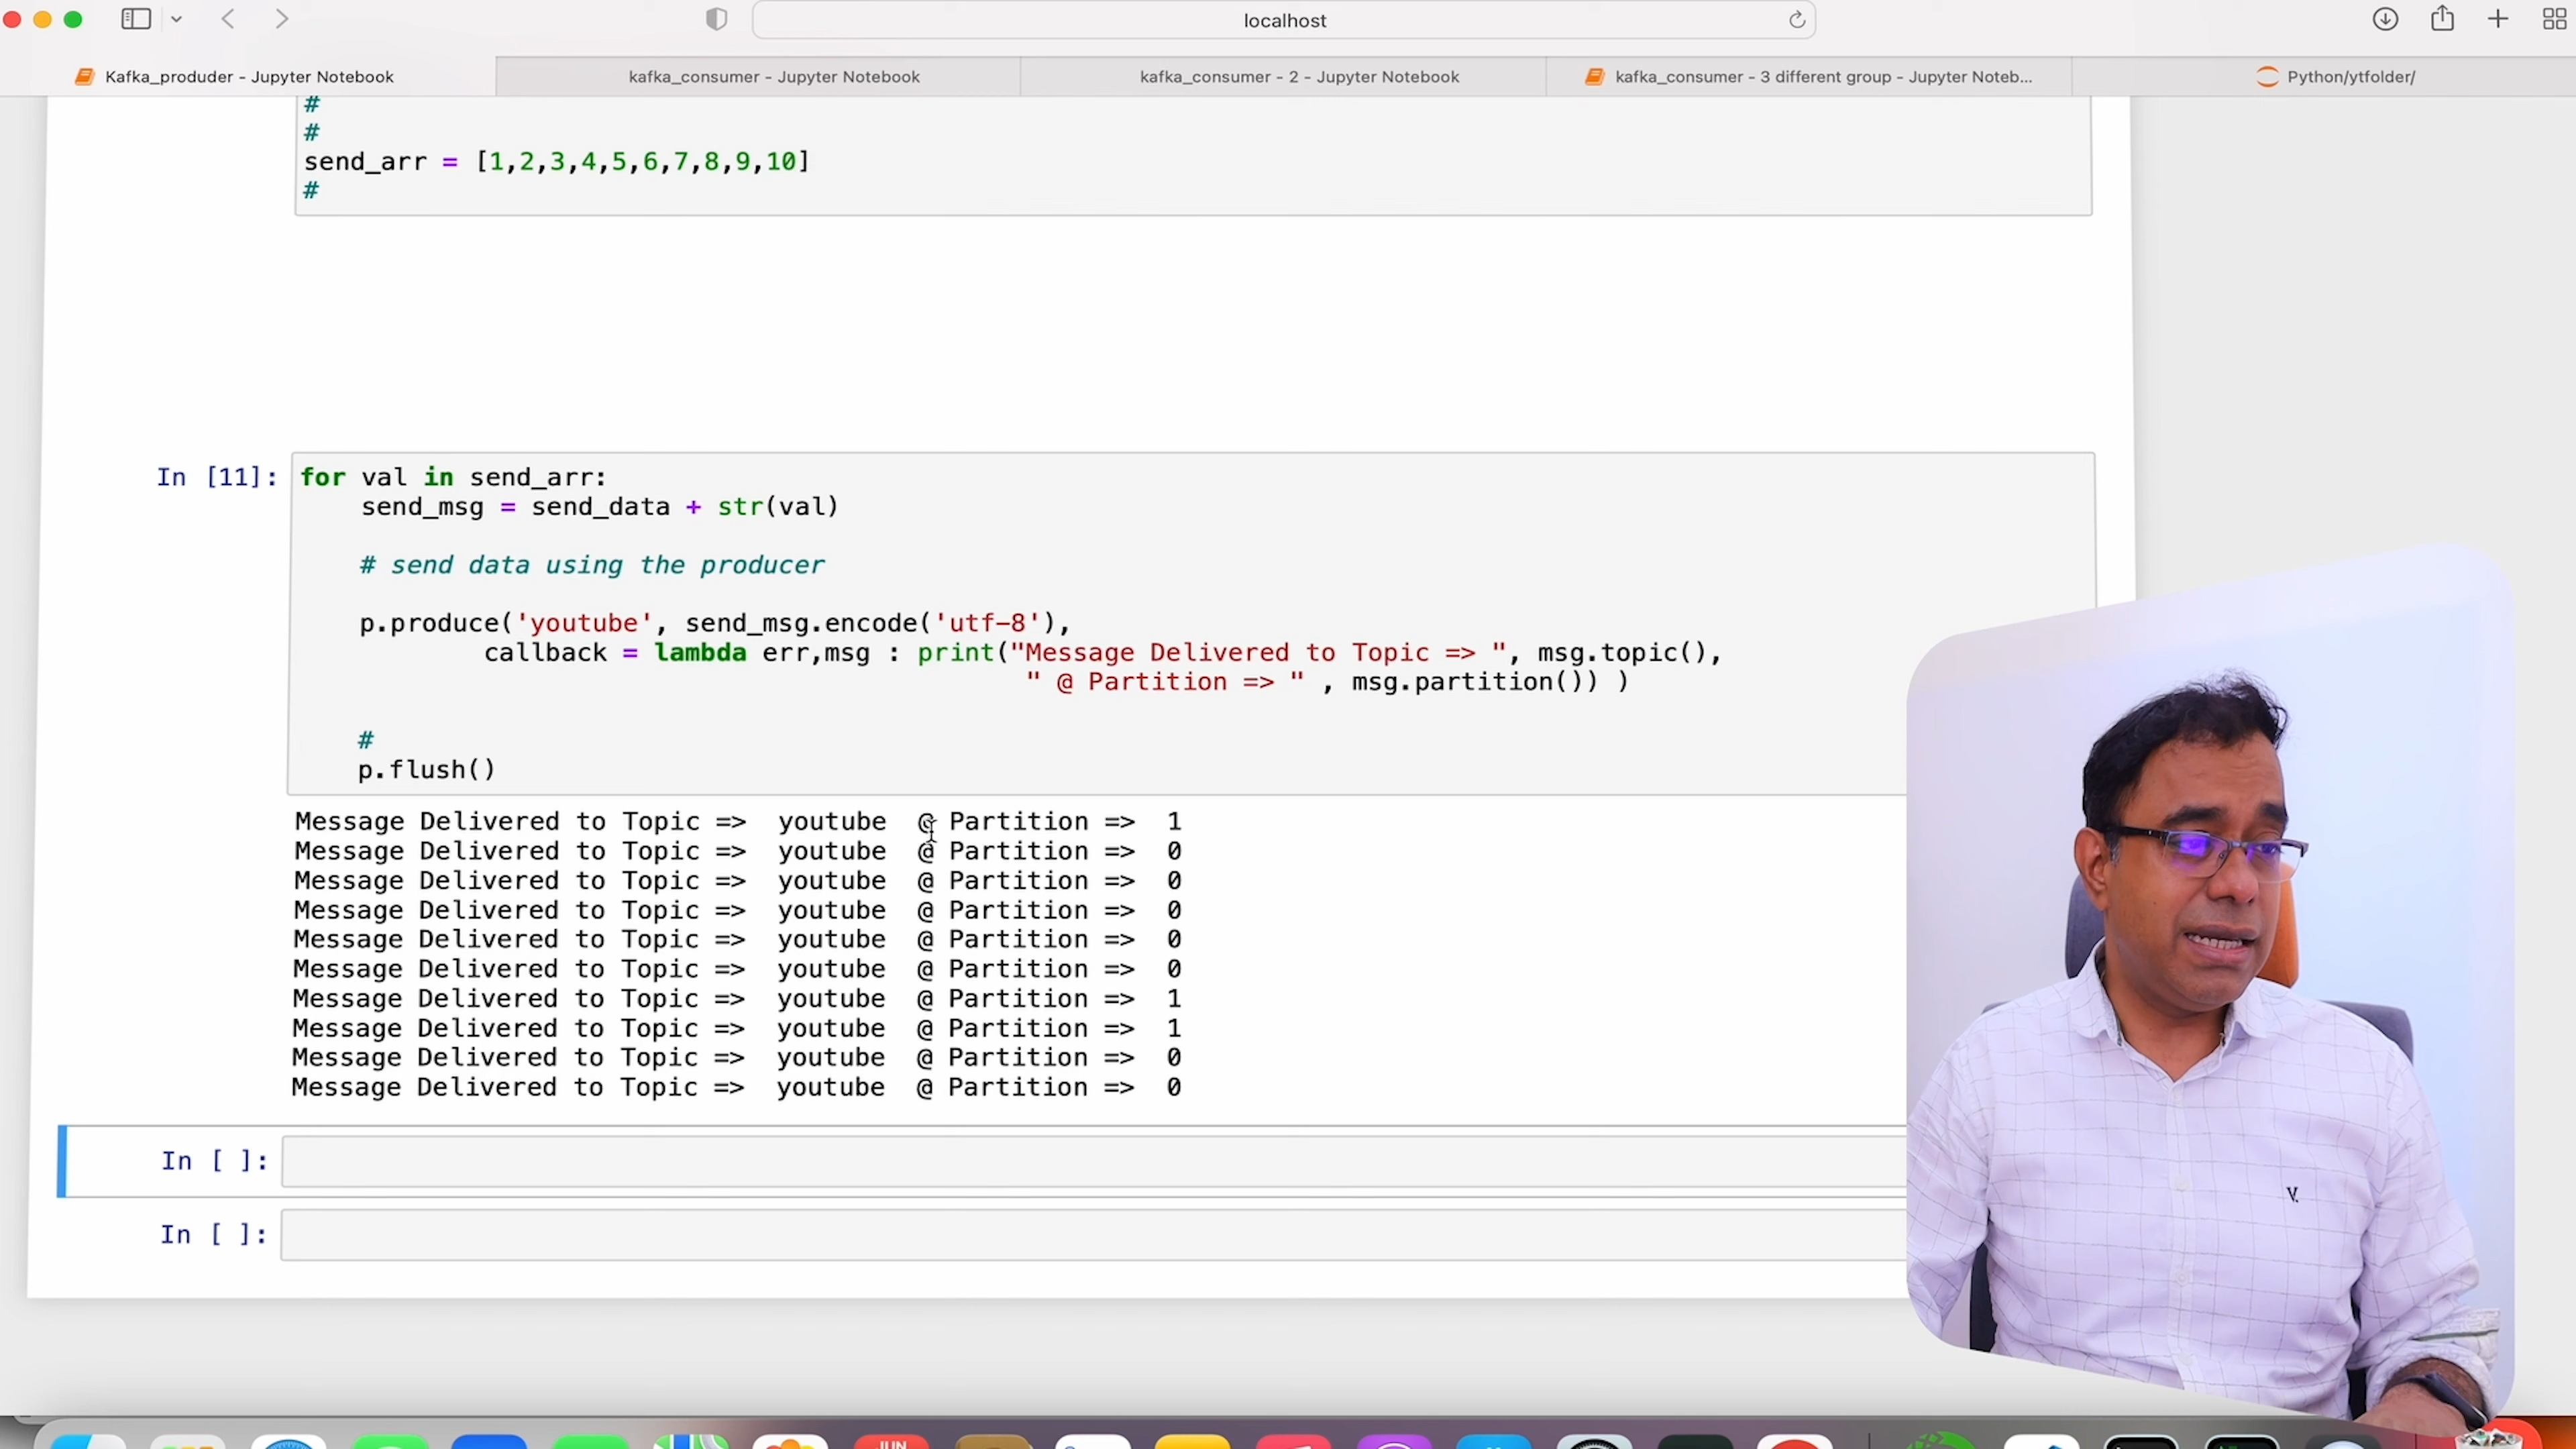 localhost
Kafka_produder - Jupyter Notebook
kafka_consumer - Jupyter Notebook
kafka_consumer - 2 - Jupyter Notebook
kafka_consumer - 3 different group - Jupyter Noteb...
Python/ytfolder/
#
#
send_arr = [1,2,3,4,5,6,7,8,9,10]
#
In [11]:
for val in send_arr:
send_msg = send_data + str(val)
# send data using the producer
p.produce('youtube', send_msg.encode('utf-8'),
callback = lambda err,msg : print("Message Delivered to Topic => ", msg.topic(),
" @ Partition => " , msg.partition()) )
#
p.flush()
Message Delivered to Topic =>  youtube  @ Partition =>  1
Message Delivered to Topic =>  youtube  @ Partition =>  0
Message Delivered to Topic =>  youtube  @ Partition =>  0
Message Delivered to Topic =>  youtube  @ Partition =>  0
Message Delivered to Topic =>  youtube  @ Partition =>  0
Message Delivered to Topic =>  youtube  @ Partition =>  0
Message Delivered to Topic =>  youtube  @ Partition =>  1
Message Delivered to Topic =>  youtube  @ Partition =>  1
Message Delivered to Topic =>  youtube  @ Partition =>  0
Message Delivered to Topic =>  youtube  @ Partition =>  0
In [ ]:
In [ ]:
V.
JUN